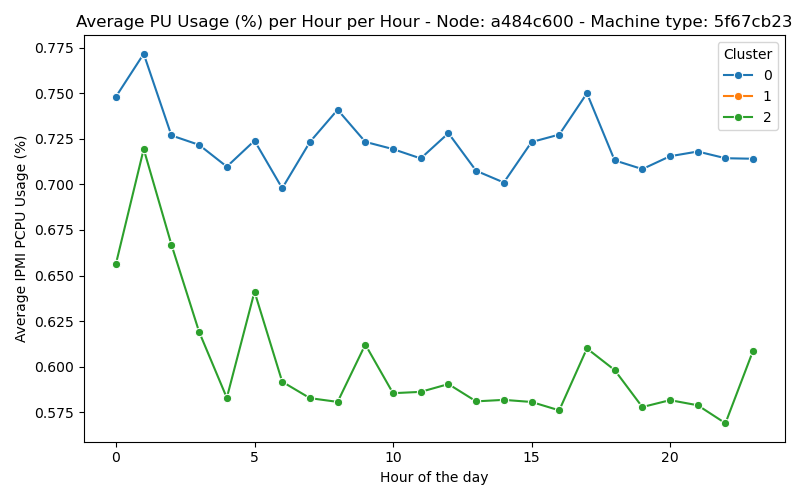 Average PU Usage (%) per Hour per Hour - Node: a484c600 - Machine type: 5f67cb23
Cluster
0
1
2
Average IPMI PCPU Usage (%)
0.775
0.750
0.725
0.700
0.675
0.650
0.625
0.600
0.575
0 5 10 15 20
Hour of the day